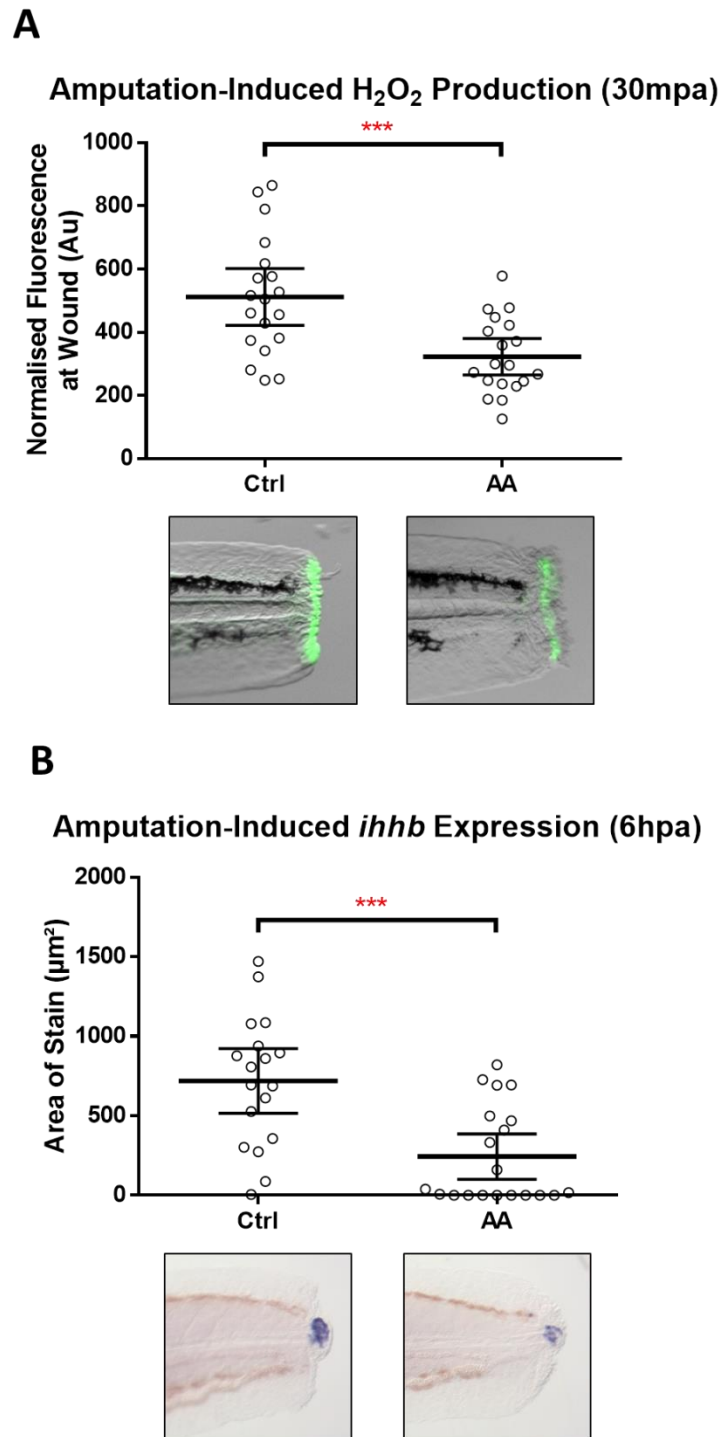 A
Amputation-Induced H₂O₂ Production (30mpa)
***
Normalised Fluorescence
at Wound (Au)
1000
800
600
400
200
0
Ctrl
AA
B
Amputation-Induced ihhb Expression (6hpa)
***
Area of Stain (µm²)
2000
1500
1000
500
0
Ctrl
AA